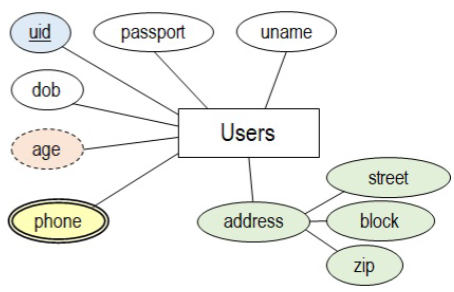 uid
passport
uname
dob
Users
age
street
phone
address
block
zip